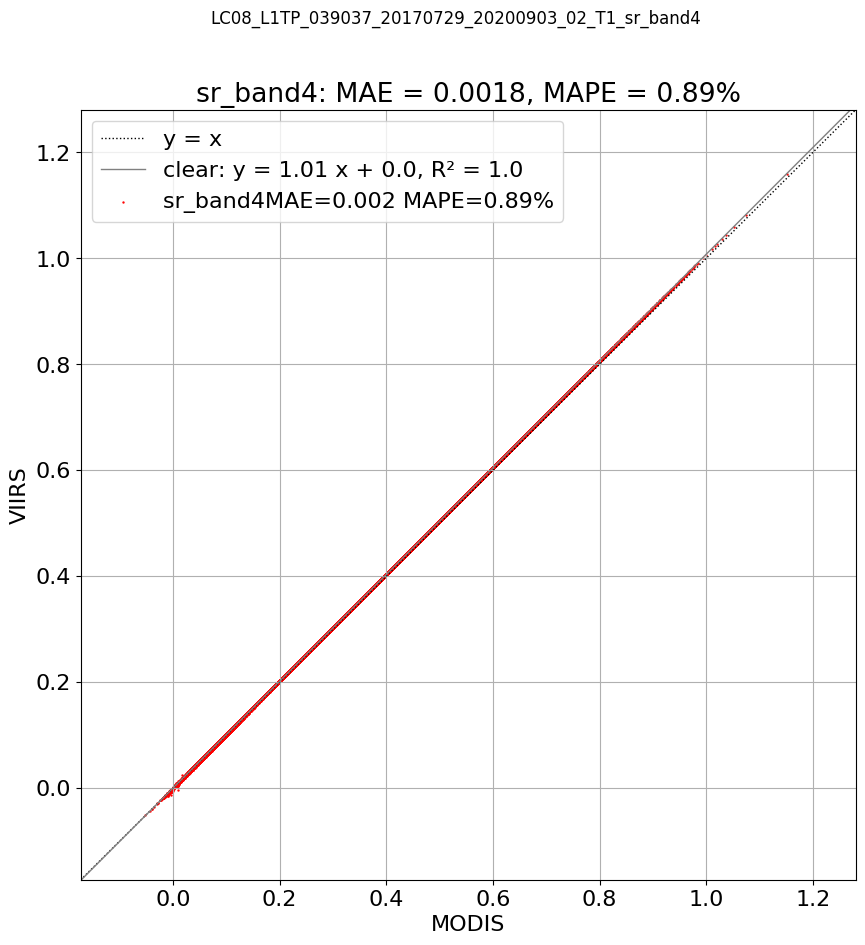 LC08_L1TP_039037_20170729_20200903_02_T1_sr_band4
sr_band4: MAE = 0.0018, MAPE = 0.89%
y = x
clear: y = 1.01 x + 0.0, R² = 1.0
sr_band4MAE=0.002 MAPE=0.89%
1.2
1.0
0.8
0.6
0.4
0.2
0.0
VIIRS
0.0 0.2 0.4 0.6 0.8 1.0 1.2
MODIS